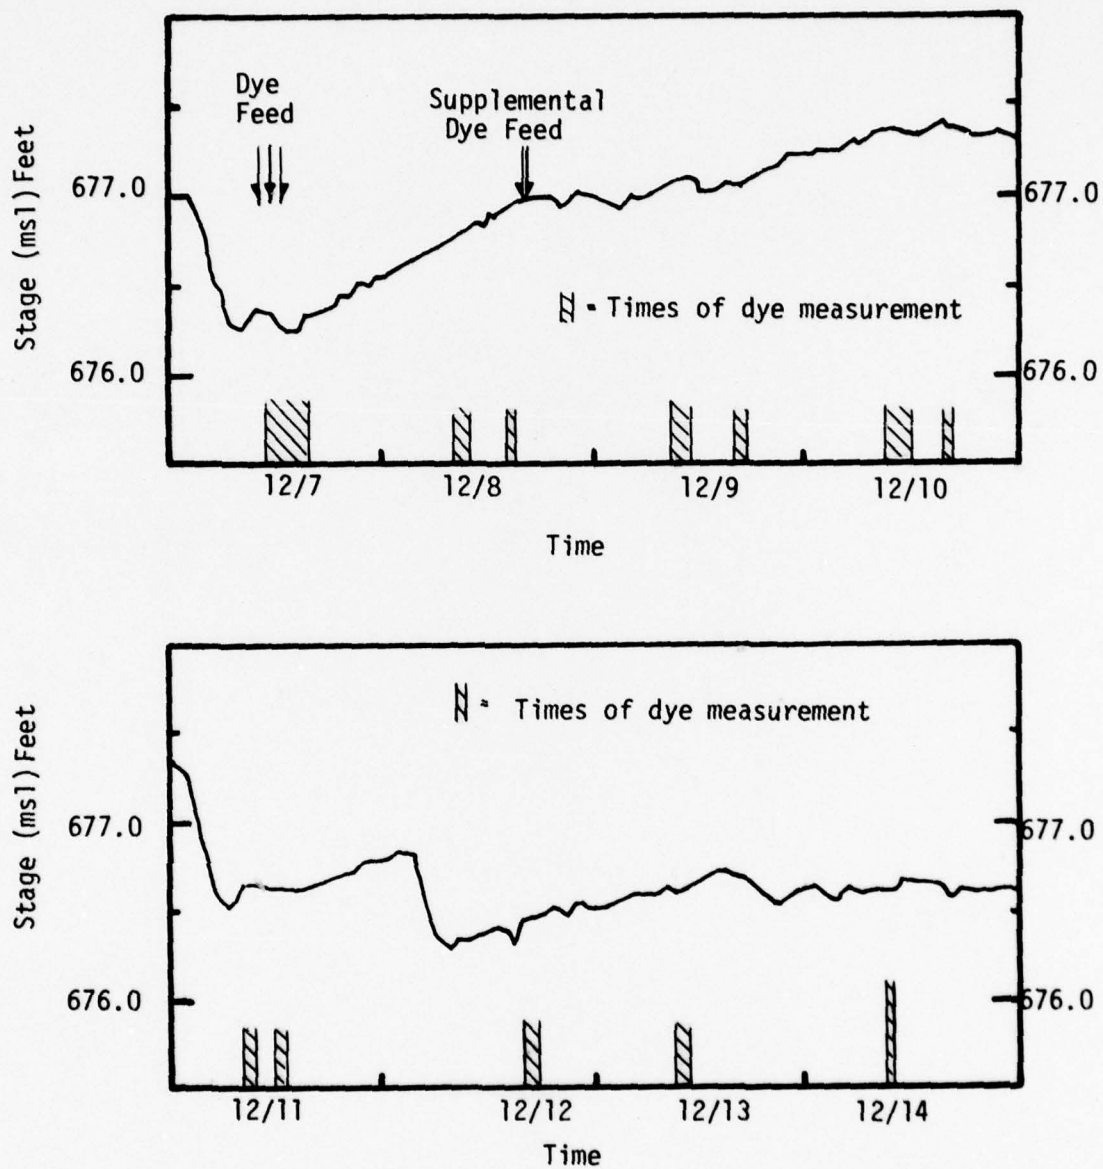 Dye
Feed
Supplemental
Dye Feed
Stage (msl) Feet
677.0
677.0
= Times of dye measurement
676.0
676.0
12/7 12/8 12/9 12/10
Time
= Times of dye measurement
Stage (msl) Feet
677.0
677.0
676.0
676.0
12/11 12/12 12/13 12/14
Time